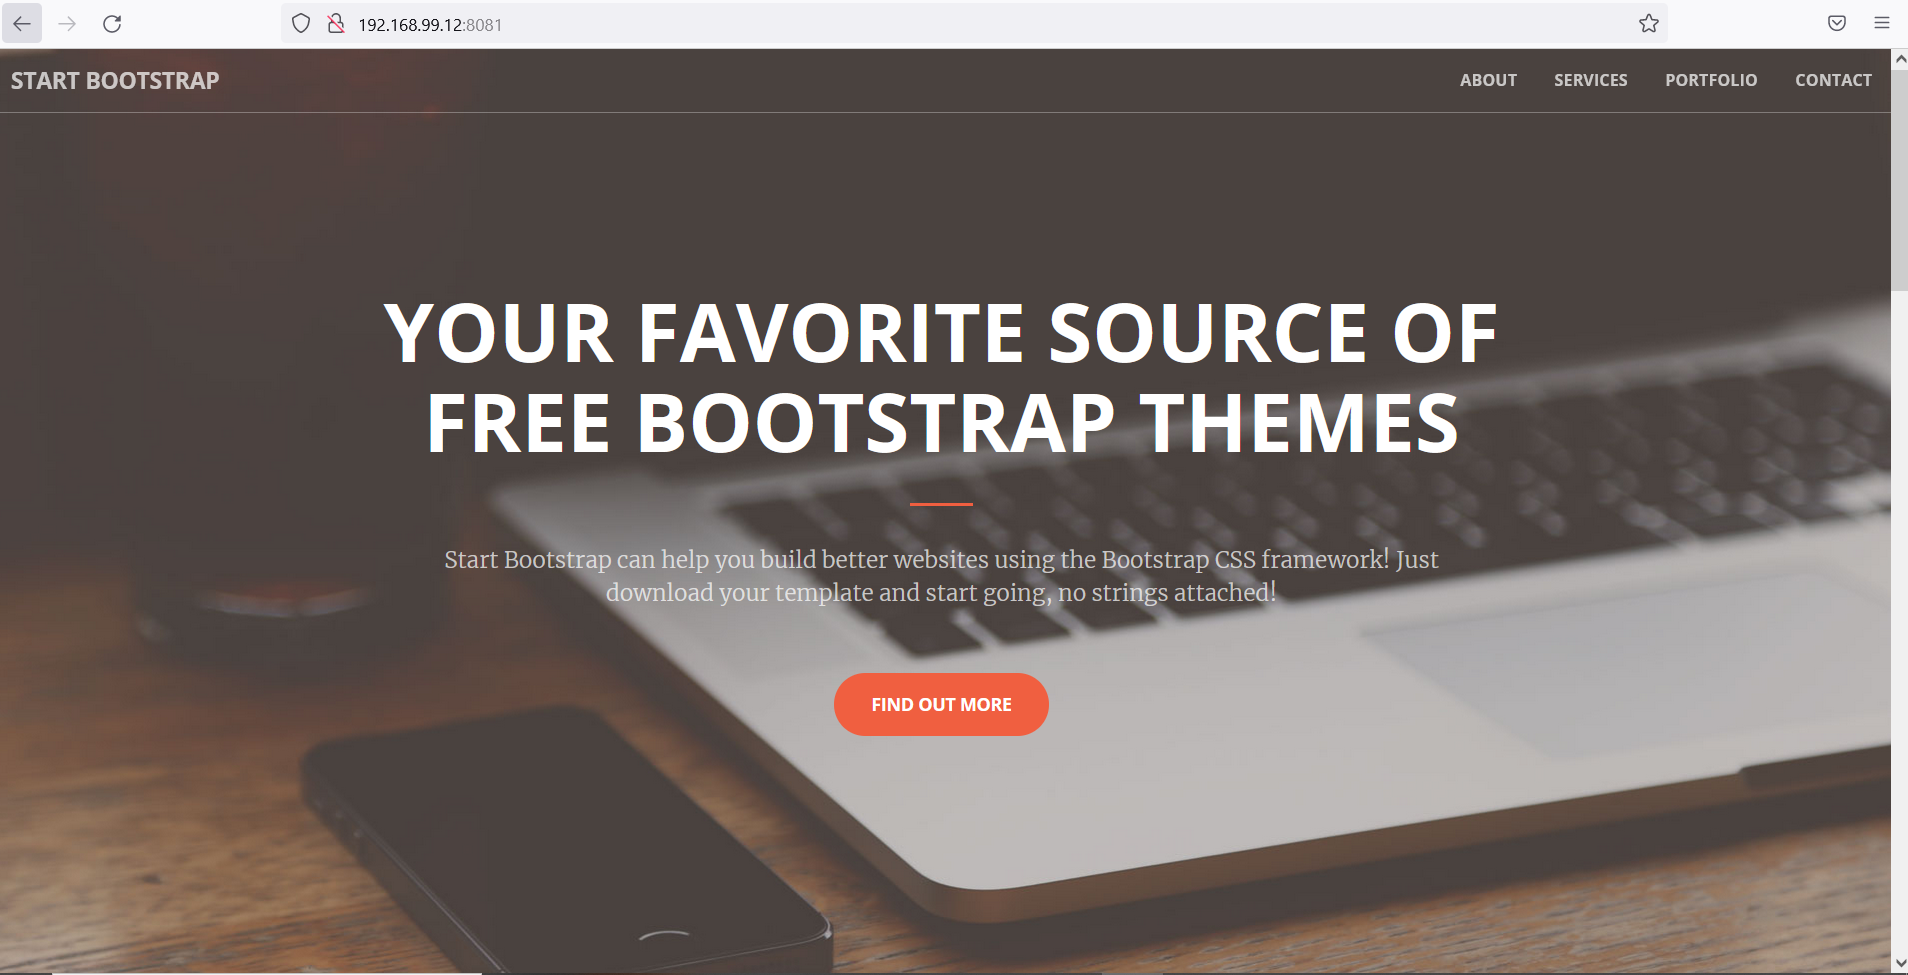 192.168.99.12:8081
START BOOTSTRAP
ABOUT SERVICES PORTFOLIO CONTACT
YOUR FAVORITE SOURCE OF
FREE BOOTSTRAP THEMES
Start Bootstrap can help you build better websites using the Bootstrap CSS framework! Just
download your template and start going, no strings attached!
FIND OUT MORE